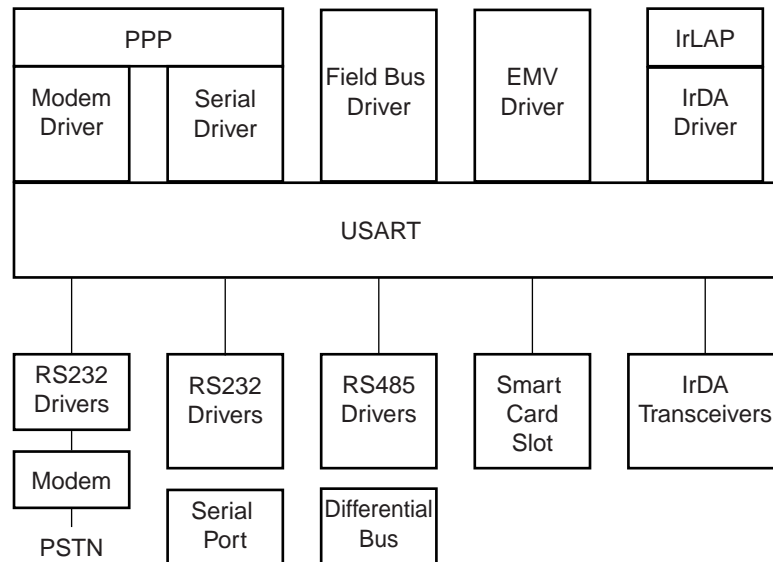 PPP
Modem
Driver
Serial
Driver
Field Bus
Driver
EMV
Driver
IrLAP
IrDA
Driver
USART
RS232
Drivers
Modem
PSTN
RS232
Drivers
Serial
Port
RS485
Drivers
Differential
Bus
Smart
Card
Slot
IrDA
Transceivers